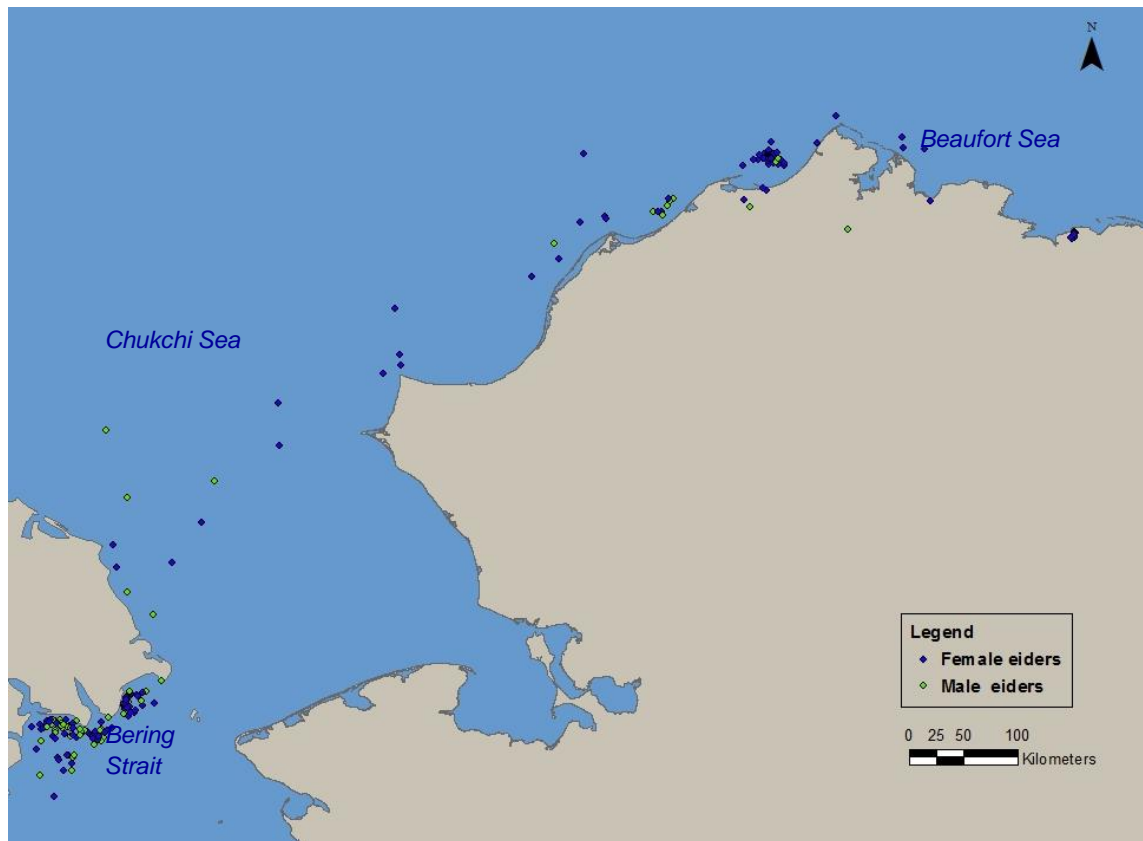 N
Beaufort Sea
Chukchi Sea
Legend
Female eiders
Male eiders
Bering
Strait
0 25 50 100
Kilometers